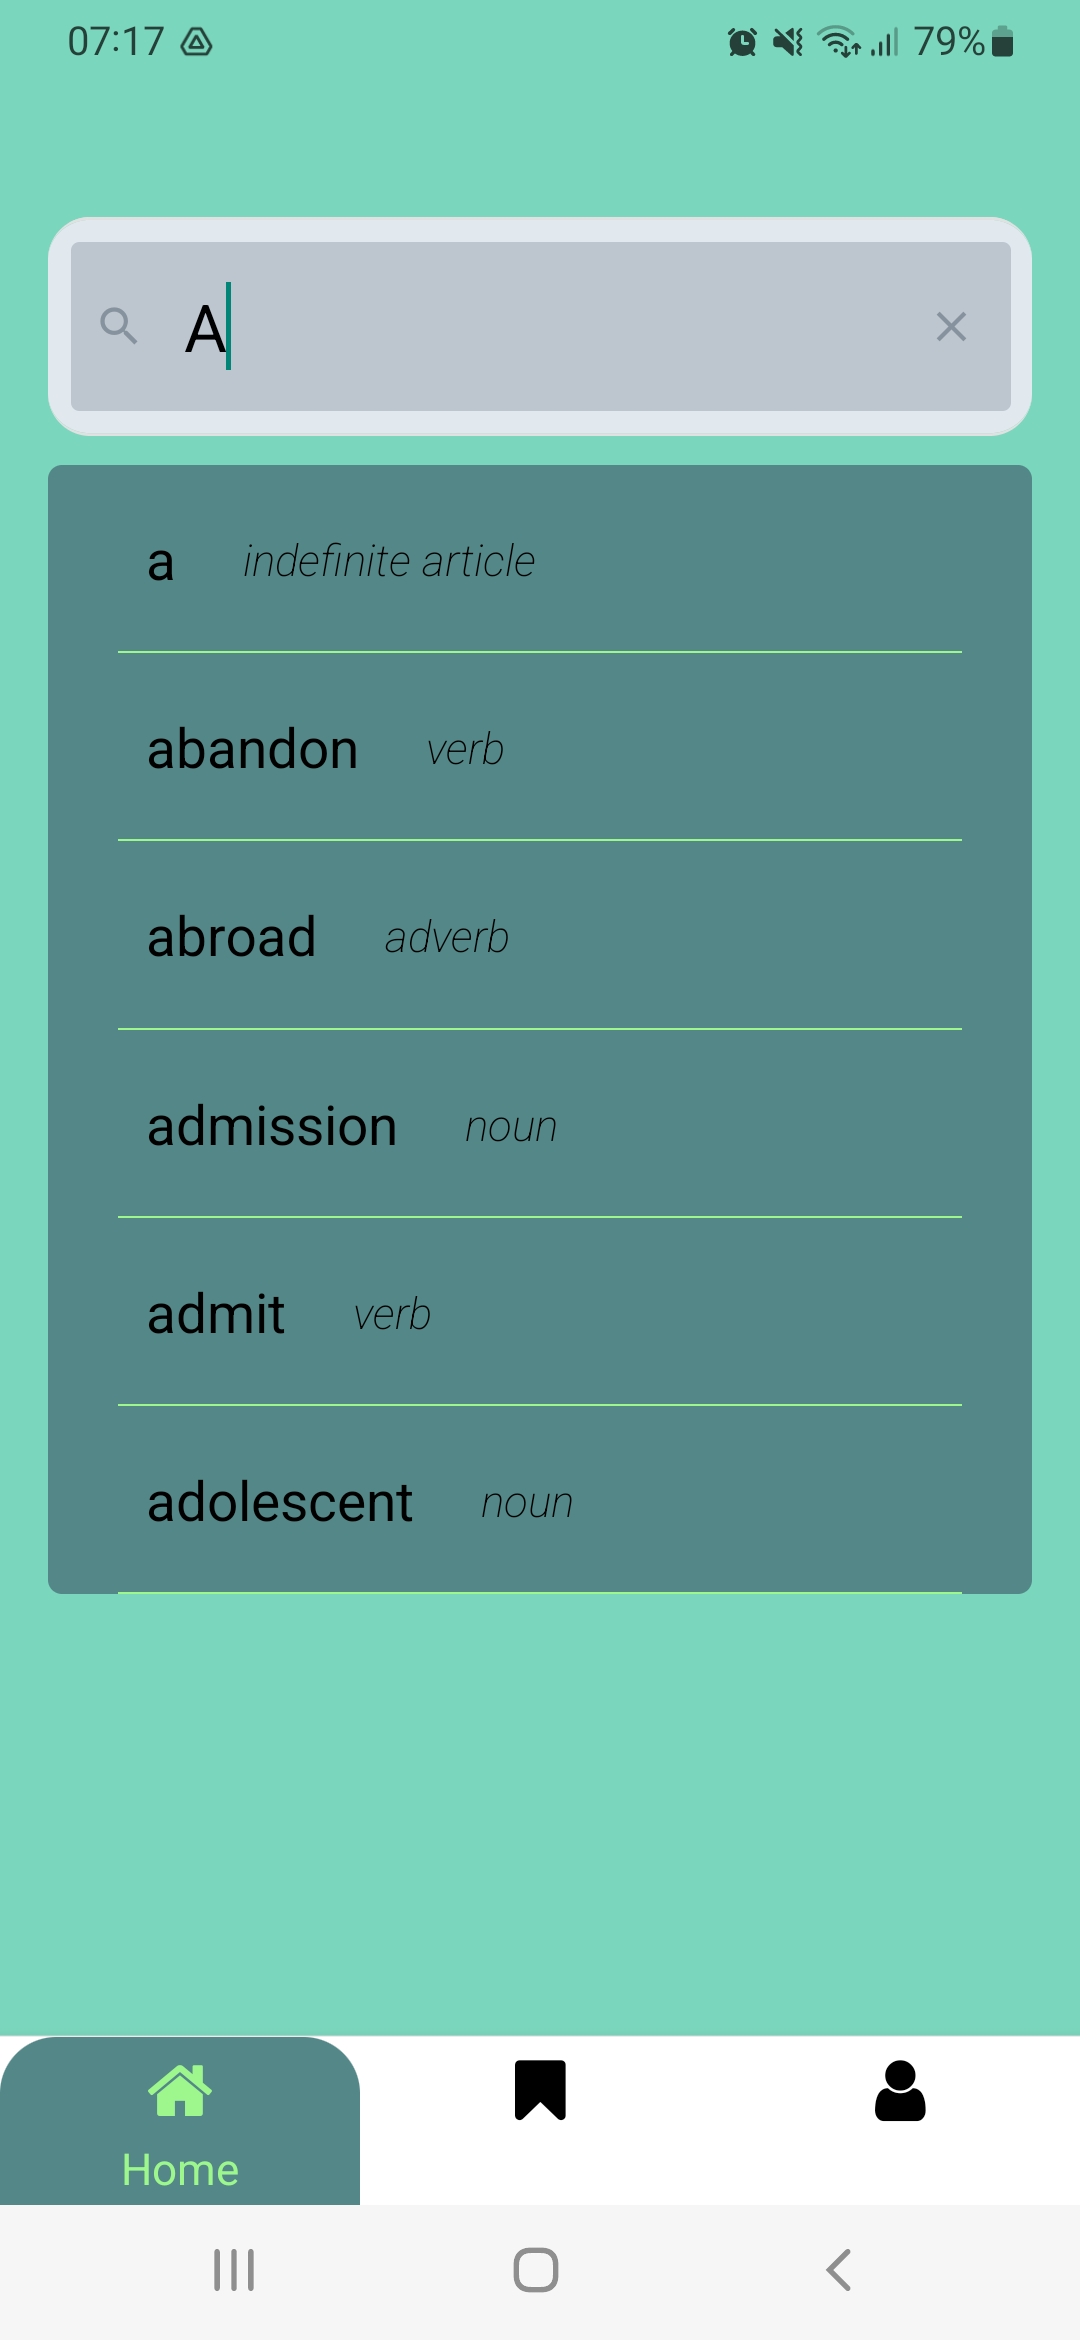 07:17 79%
A
a indefinite article
abandon verb
abroad adverb
admission noun
admit verb
adolescent noun
Home